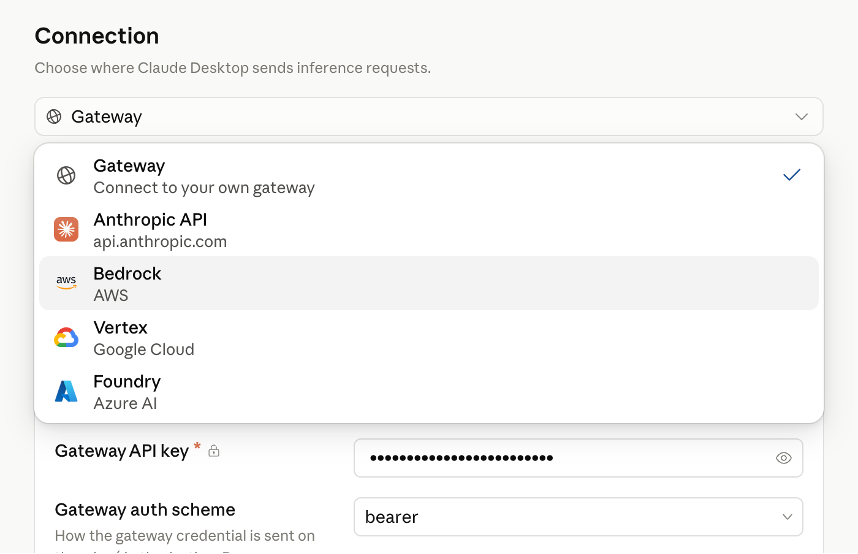 Connection
Choose where Claude Desktop sends inference requests.
Gateway
Gateway
Connect to your own gateway
Anthropic API
api.anthropic.com
aws
Bedrock
AWS
Vertex
Google Cloud
Foundry
Azure AI
Gateway API key *
••••••••••••••••••••••••••
Gateway auth scheme
bearer
How the gateway credential is sent on